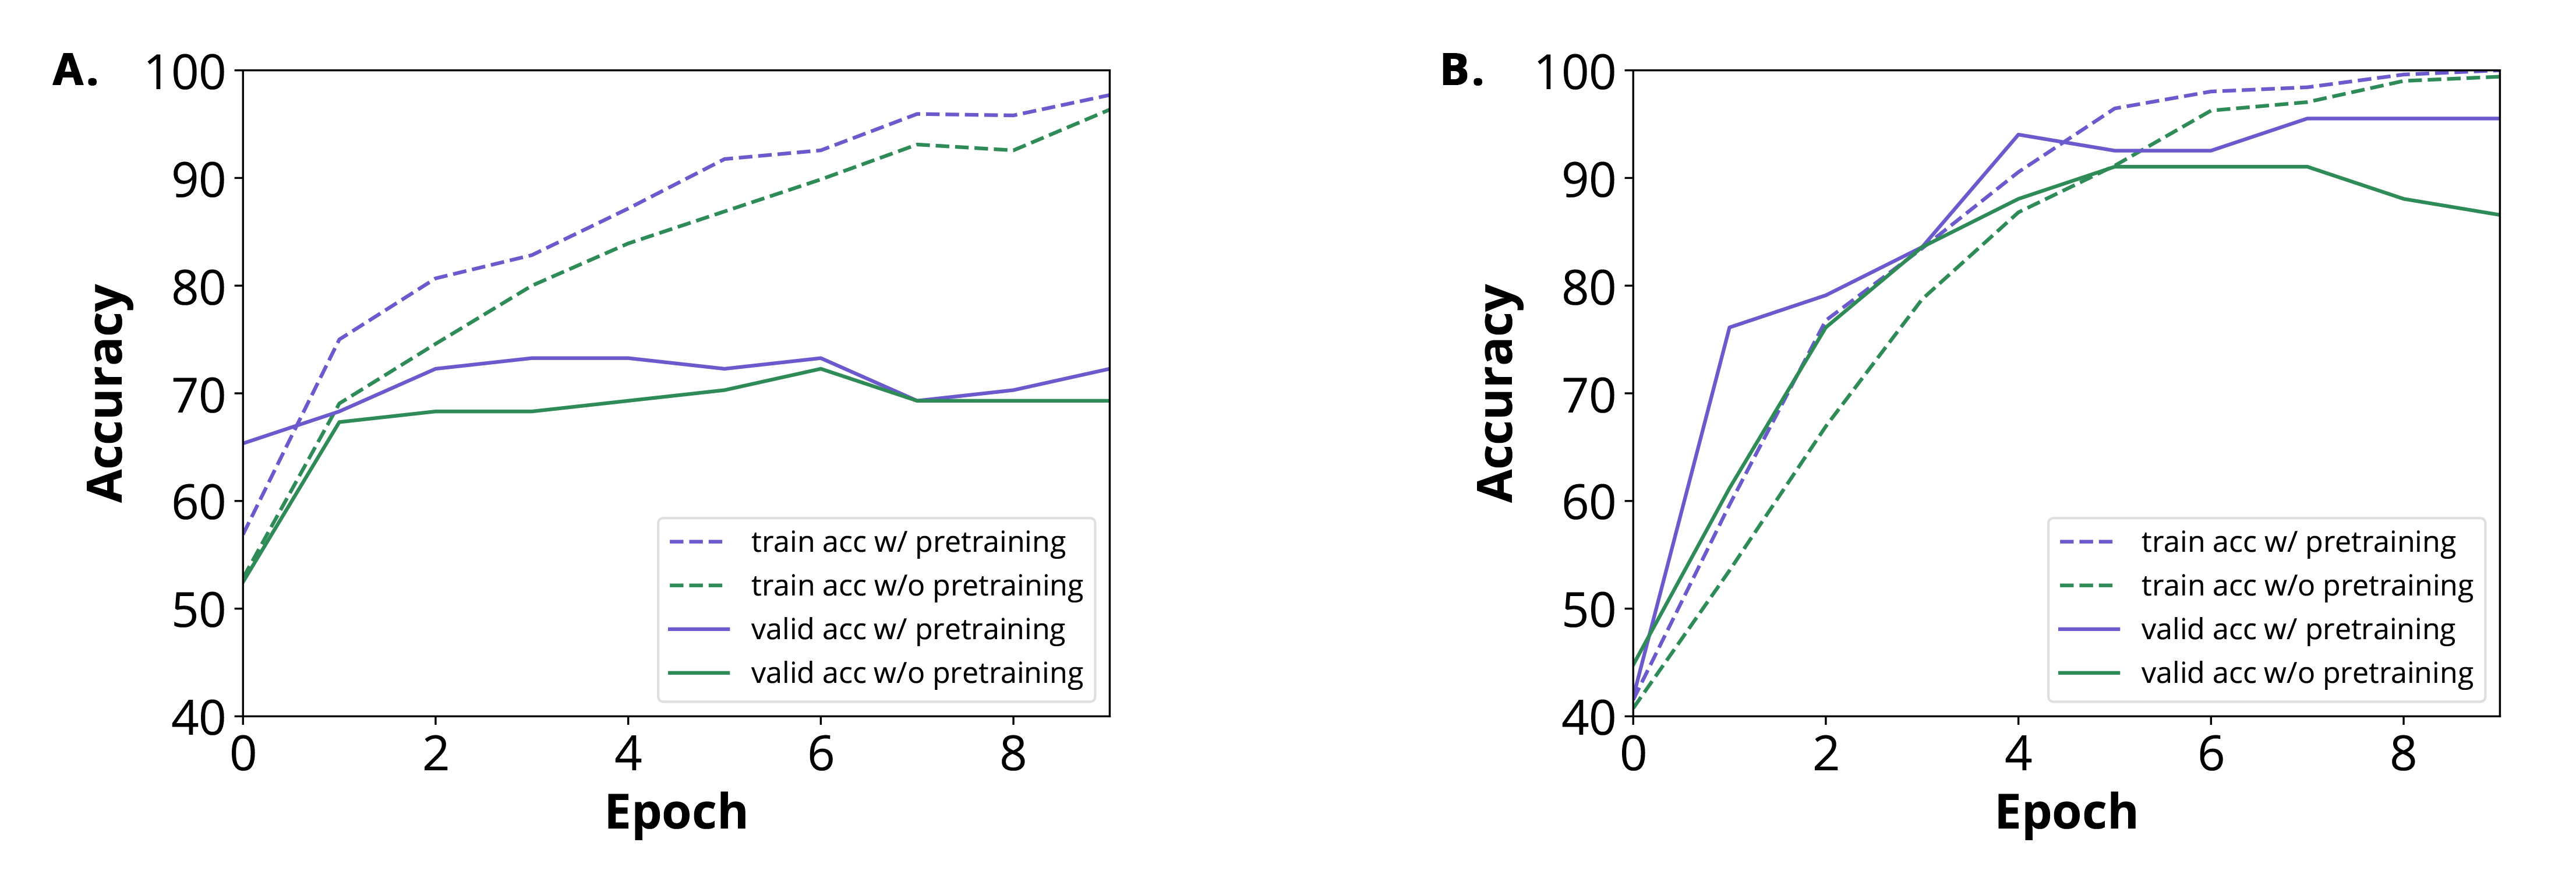 A.
100
90
80
70
60
50
40
Accuracy
0 2 4 6 8
Epoch
train acc w/ pretraining
train acc w/o pretraining
valid acc w/ pretraining
valid acc w/o pretraining
B.
100
90
80
70
60
50
40
Accuracy
0 2 4 6 8
Epoch
train acc w/ pretraining
train acc w/o pretraining
valid acc w/ pretraining
valid acc w/o pretraining